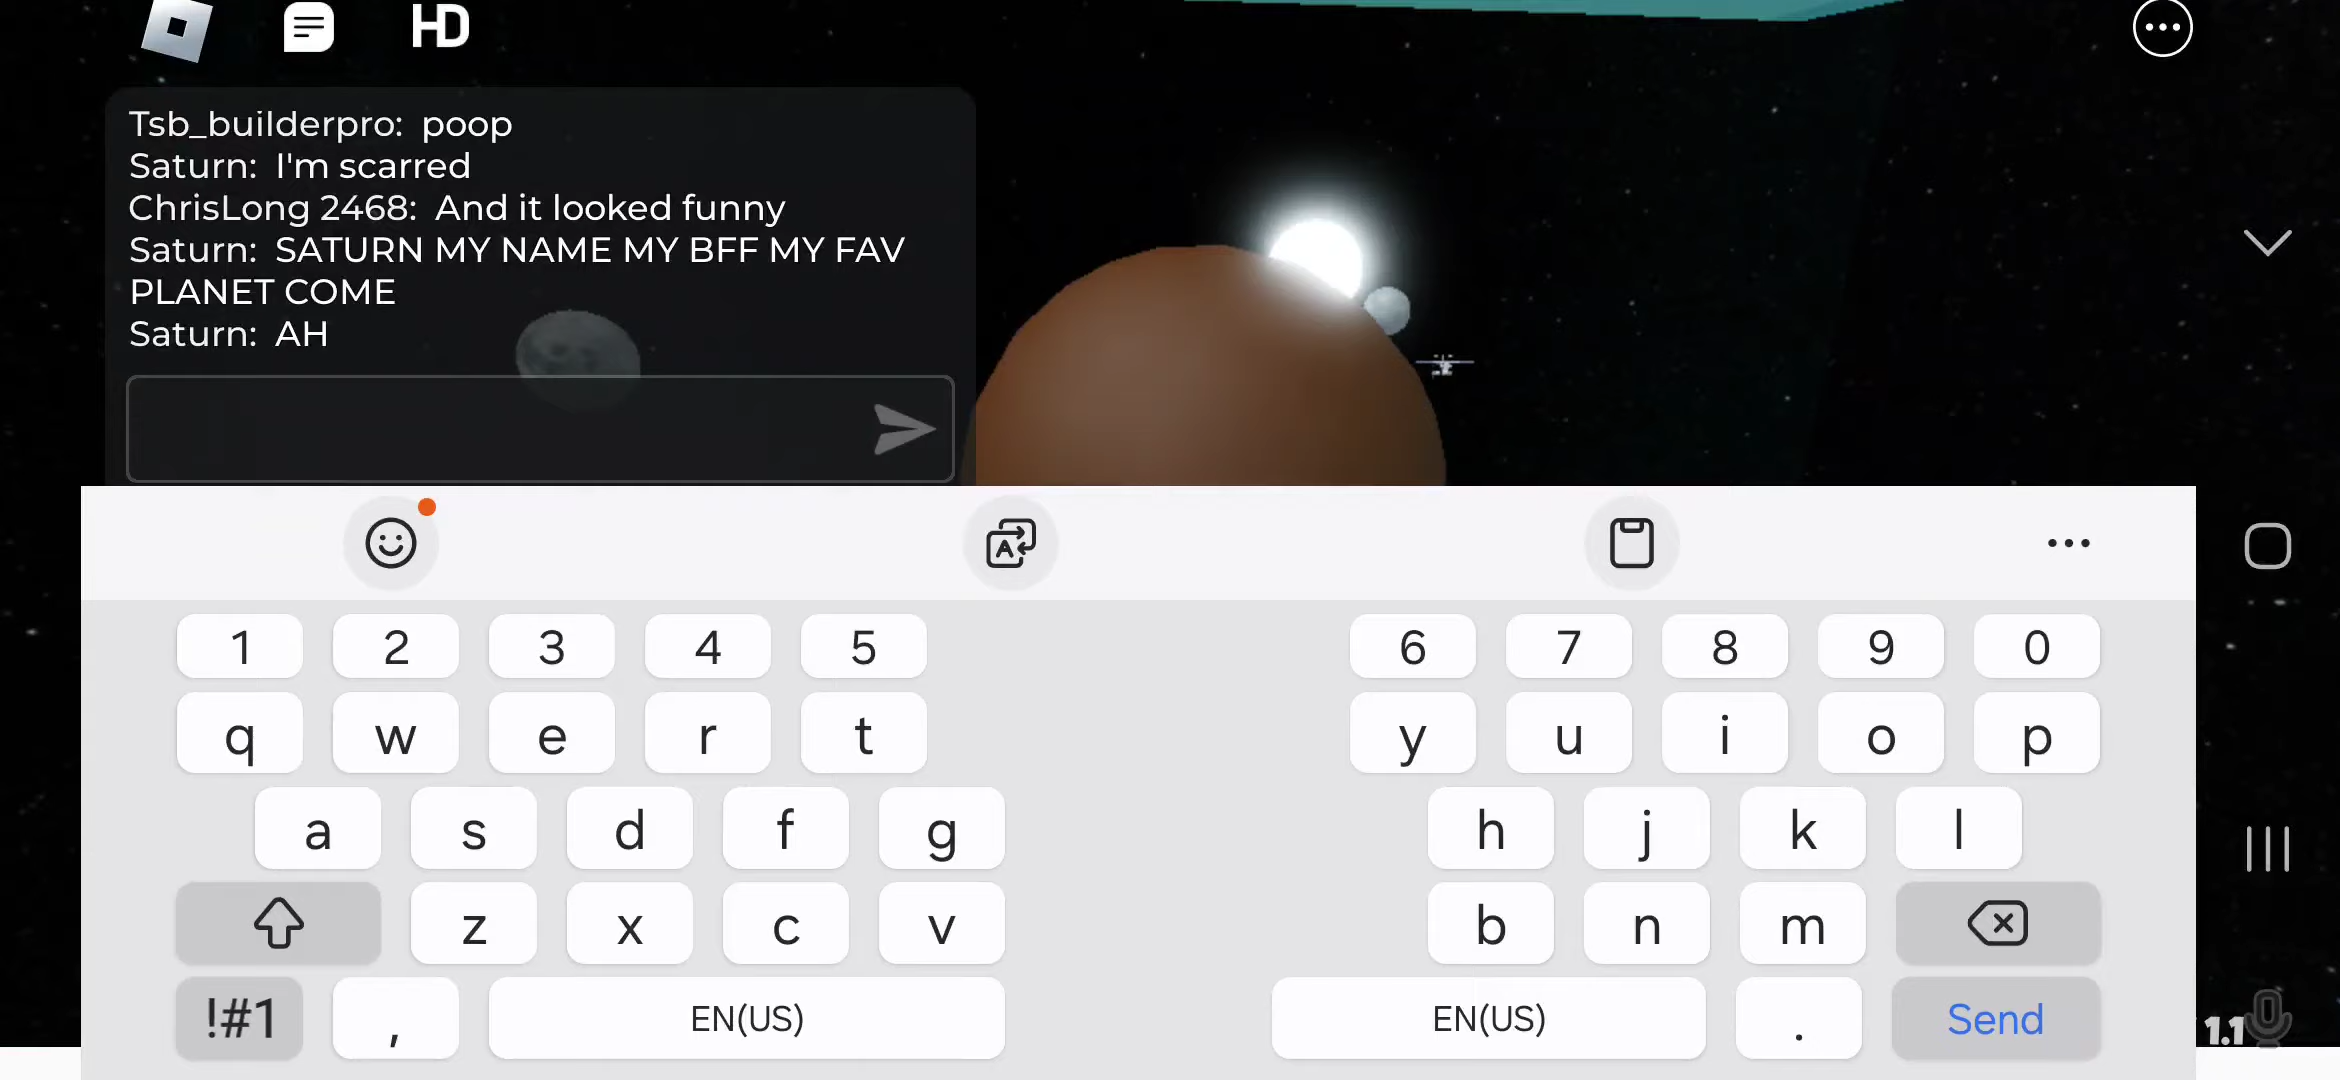 HD
Tsb_builderpro: poop
Saturn: I'm scarred
ChrisLong 2468: And it looked funny
Saturn: SATURN MY NAME MY BFF MY FAV
PLANET COME
Saturn: AH
A
1 2 3 4 5 6 7 8 9 0
q w e r t y u i o p
a s d f g h j k l
z x c v b n m
!#1 , EN(US) EN(US) . Send
1.1